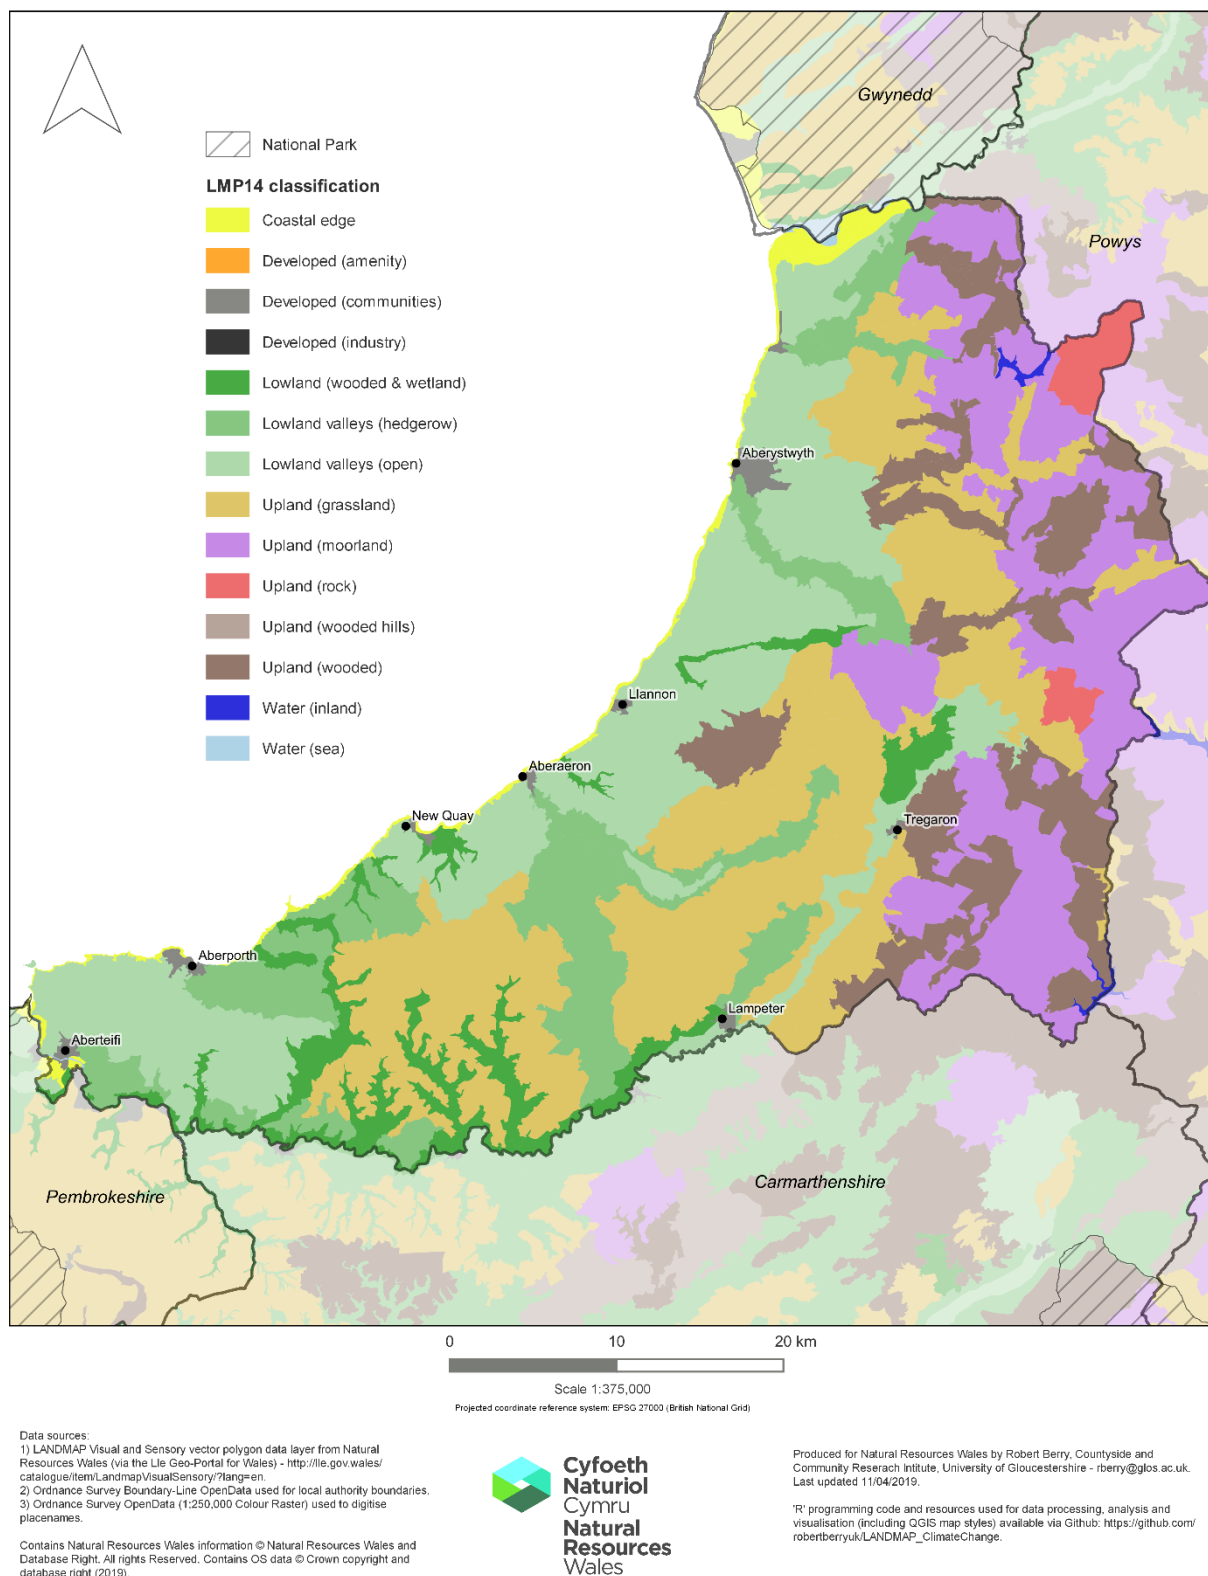 Gwynedd
National Park
LMP14 classification
Coastal edge
Developed (amenity)
Developed (communities)
Developed (industry)
Lowland (wooded & wetland)
Lowland valleys (hedgerow)
Lowland valleys (open)
Upland (grassland)
Upland (moorland)
Upland (rock)
Upland (wooded hills)
Upland (wooded)
Water (inland)
Water (sea)
Powys
Aberystwyth
Llannon
Aberaeron
New Quay
Tregaron
Aberporth
Lampeter
Aberteifi
Pembrokeshire
Carmarthenshire
0 10 20 km
Scale 1:375,000
Projected coordinate reference system: EPSG 27000 (British National Grid)
Data sources:
1) LANDMAP Visual and Sensory vector polygon data layer from Natural
Resources Wales (via the Lle Geo-Portal for Wales) - http://lle.gov.wales/
catalogue/item/LandmapVisualSensory/?lang=en.
2) Ordnance Survey Boundary-Line OpenData used for local authority boundaries.
3) Ordnance Survey OpenData (1:250,000 Colour Raster) used to digitise
placenames.
Contains Natural Resources Wales information © Natural Resources Wales and
Database Right. All rights Reserved. Contains OS data © Crown copyright and
database right (2019).
Cyfoeth
Naturiol
Cymru
Natural
Resources
Wales
Produced for Natural Resources Wales by Robert Berry, Countyside and
Community Reserach Intitute, University of Gloucestershire - rberry@glos.ac.uk.
Last updated 11/04/2019.
'R' programming code and resources used for data processing, analysis and
visualisation (including QGIS map styles) available via Github: https://github.com/
robertberryuk/LANDMAP_ClimateChange.